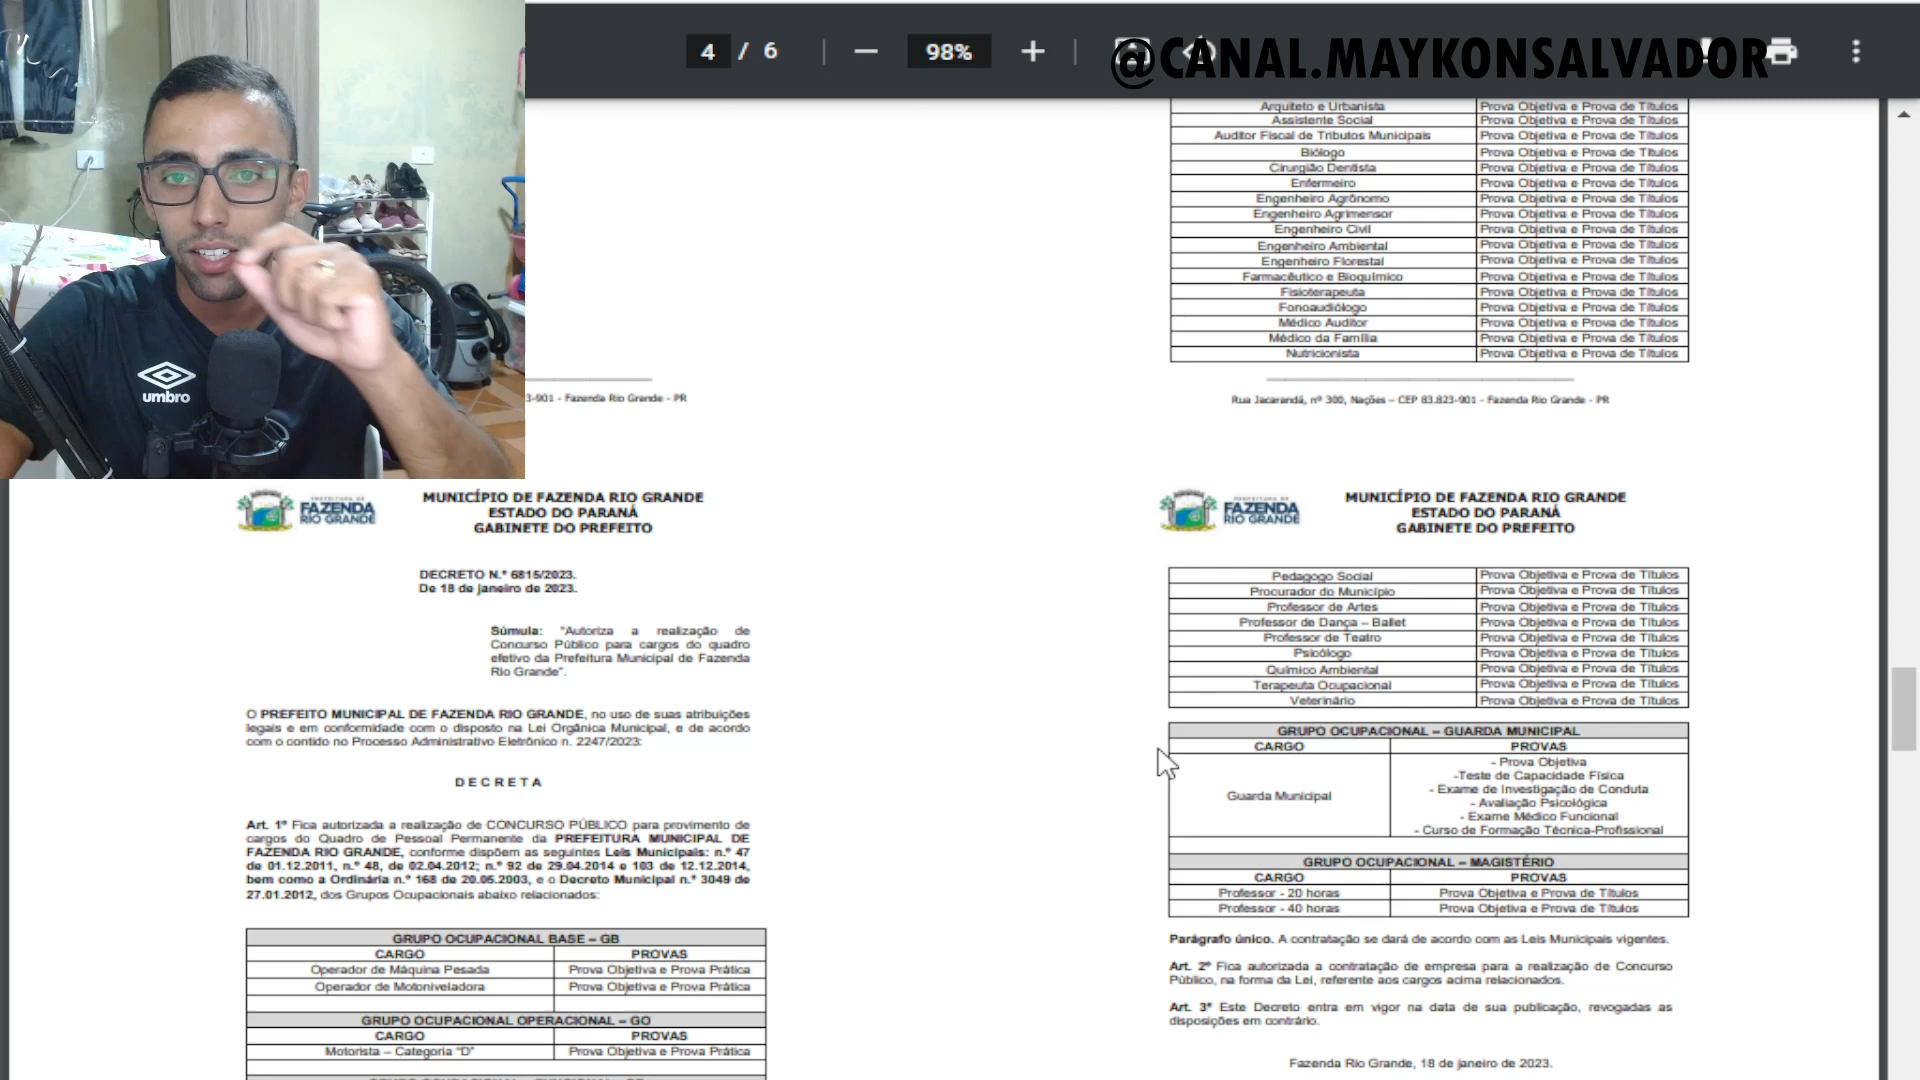 4 / 6
98%
@CANAL.MAYKONSALVADOR
umbro
Arquiteto e Urbanista Prova Objetiva e Prova de Títulos
Assistente Social Prova Objetiva e Prova de Títulos
Auditor Fiscal de Tributos Municipais Prova Objetiva e Prova de Títulos
Biólogo Prova Objetiva e Prova de Títulos
Cirurgião Dentista Prova Objetiva e Prova de Títulos
Enfermeiro Prova Objetiva e Prova de Títulos
Engenheiro Agrônomo Prova Objetiva e Prova de Títulos
Engenheiro Agrimensor Prova Objetiva e Prova de Títulos
Engenheiro Civil Prova Objetiva e Prova de Títulos
Engenheiro Ambiental Prova Objetiva e Prova de Títulos
Engenheiro Florestal Prova Objetiva e Prova de Títulos
Farmacêutico e Bioquímico Prova Objetiva e Prova de Títulos
Fisioterapeuta Prova Objetiva e Prova de Títulos
Fonoaudiólogo Prova Objetiva e Prova de Títulos
Médico Auditor Prova Objetiva e Prova de Títulos
Médico da Família Prova Objetiva e Prova de Títulos
Nutricionista Prova Objetiva e Prova de Títulos
3-901 - Fazenda Rio Grande - PR
Rua Jacarandá, nº 300, Nações – CEP 83.823-901 - Fazenda Rio Grande - PR
PREFEITURA DE
FAZENDA
RIO GRANDE
MUNICÍPIO DE FAZENDA RIO GRANDE
ESTADO DO PARANÁ
GABINETE DO PREFEITO
DECRETO N.º 6815/2023.
De 18 de janeiro de 2023.
Súmula: "Autoriza a realização de
Concurso Público para cargos do quadro
efetivo da Prefeitura Municipal de Fazenda
Rio Grande".
O PREFEITO MUNICIPAL DE FAZENDA RIO GRANDE, no uso de suas atribuições
legais e em conformidade com o disposto na Lei Orgânica Municipal, e de acordo
com o contido no Processo Administrativo Eletrônico n. 2247/2023:
D E C R E T A
Art. 1º Fica autorizada a realização de CONCURSO PÚBLICO para provimento de
cargos do Quadro de Pessoal Permanente da PREFEITURA MUNICIPAL DE
FAZENDA RIO GRANDE, conforme dispõem as seguintes Leis Municipais: n.º 47
de 01.12.2011, n.º 48, de 02.04.2012; n.º 92 de 29.04.2014 e 103 de 12.12.2014,
bem como a Ordinária n.º 168 de 20.05.2003, e o Decreto Municipal n.º 3049 de
27.01.2012, dos Grupos Ocupacionais abaixo relacionados:
GRUPO OCUPACIONAL BASE – GB
CARGO PROVAS
Operador de Máquina Pesada Prova Objetiva e Prova Prática
Operador de Motoniveladora Prova Objetiva e Prova Prática
GRUPO OCUPACIONAL OPERACIONAL – GO
CARGO PROVAS
Motorista – Categoria "D" Prova Objetiva e Prova Prática
PREFEITURA DE
FAZENDA
RIO GRANDE
MUNICÍPIO DE FAZENDA RIO GRANDE
ESTADO DO PARANÁ
GABINETE DO PREFEITO
Pedagogo Social Prova Objetiva e Prova de Títulos
Procurador do Município Prova Objetiva e Prova de Títulos
Professor de Artes Prova Objetiva e Prova de Títulos
Professor de Dança – Ballet Prova Objetiva e Prova de Títulos
Professor de Teatro Prova Objetiva e Prova de Títulos
Psicólogo Prova Objetiva e Prova de Títulos
Químico Ambiental Prova Objetiva e Prova de Títulos
Terapeuta Ocupacional Prova Objetiva e Prova de Títulos
Veterinário Prova Objetiva e Prova de Títulos
GRUPO OCUPACIONAL – GUARDA MUNICIPAL
CARGO PROVAS
Guarda Municipal
- Prova Objetiva
-Teste de Capacidade Física
- Exame de Investigação de Conduta
- Avaliação Psicológica
- Exame Médico Funcional
- Curso de Formação Técnica-Profissional
GRUPO OCUPACIONAL – MAGISTÉRIO
CARGO PROVAS
Professor - 20 horas Prova Objetiva e Prova de Títulos
Professor - 40 horas Prova Objetiva e Prova de Títulos
Parágrafo único. A contratação se dará de acordo com as Leis Municipais vigentes.
Art. 2º Fica autorizada a contratação de empresa para a realização de Concurso
Público, na forma da Lei, referente aos cargos acima relacionados.
Art. 3º Este Decreto entra em vigor na data de sua publicação, revogadas as
disposições em contrário.
Fazenda Rio Grande, 18 de janeiro de 2023.